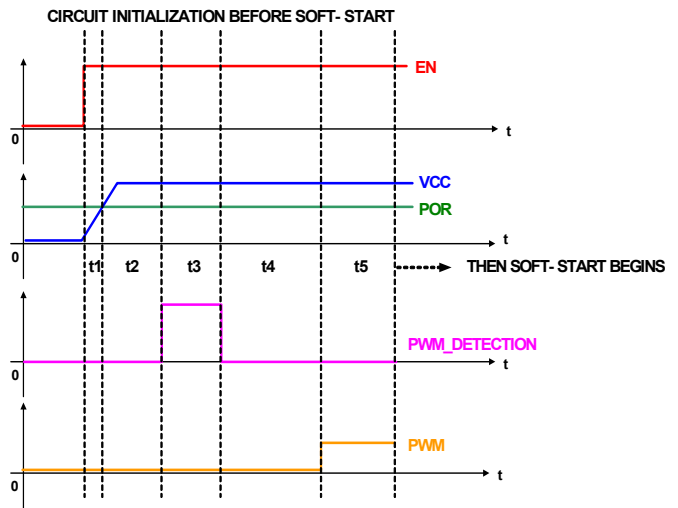 CIRCUIT INITIALIZATION BEFORE SOFT- START
EN
0
t
VCC
POR
0
t
t1 t2 t3 t4 t5 THEN SOFT- START BEGINS
PWM_DETECTION
0
t
PWM
0
t